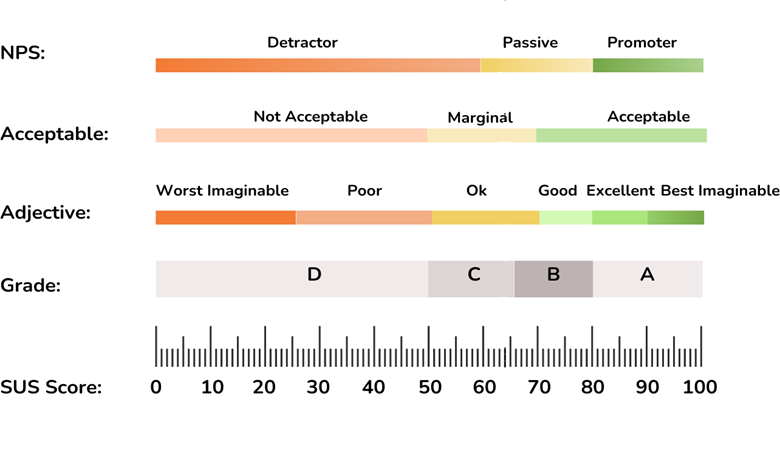 NPS: Detractor Passive Promoter
Acceptable: Not Acceptable Marginal Acceptable
Adjective: Worst Imaginable Poor Ok Good Excellent Best Imaginable
Grade: D C B A
SUS Score: 0 10 20 30 40 50 60 70 80 90 100